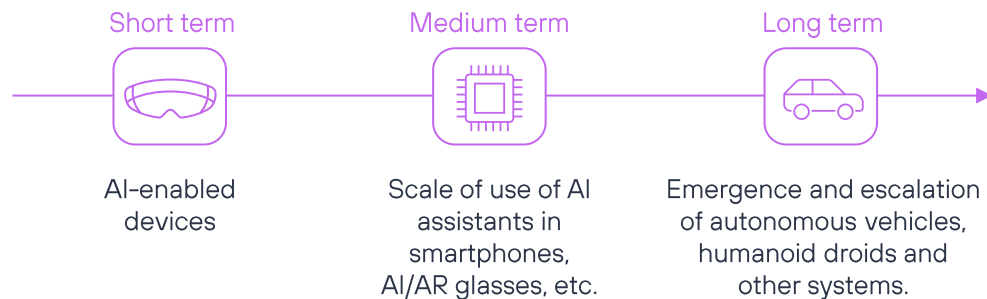 Short term
Medium term
Long term
AI-enabled
devices
Scale of use of AI
assistants in
smartphones,
AI/AR glasses, etc.
Emergence and escalation
of autonomous vehicles,
humanoid droids and
other systems.